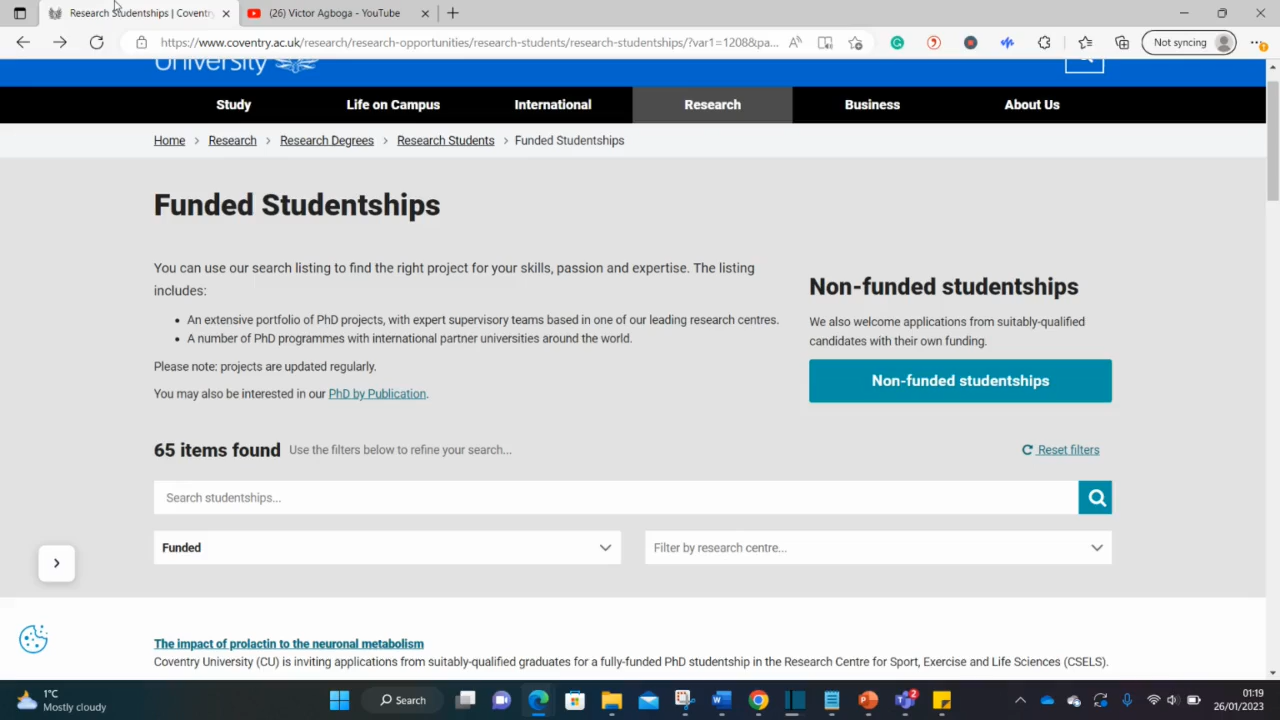 Research Studentships | Coventry
(26) Victor Agboga - YouTube
https://www.coventry.ac.uk/research/research-opportunities/research-students/research-studentships/?var1=1208&pa...
Not syncing
University
Study
Life on Campus
International
Research
Business
About Us
Home > Research > Research Degrees > Research Students > Funded Studentships
Funded Studentships
You can use our search listing to find the right project for your skills, passion and expertise. The listing
includes:
• An extensive portfolio of PhD projects, with expert supervisory teams based in one of our leading research centres.
• A number of PhD programmes with international partner universities around the world.
Please note: projects are updated regularly.
You may also be interested in our PhD by Publication.
Non-funded studentships
We also welcome applications from suitably-qualified
candidates with their own funding.
Non-funded studentships
65 items found Use the filters below to refine your search...
Reset filters
Search studentships...
Funded
Filter by research centre...
The impact of prolactin to the neuronal metabolism
Coventry University (CU) is inviting applications from suitably-qualified graduates for a fully-funded PhD studentship in the Research Centre for Sport, Exercise and Life Sciences (CSELS).
1°C
Mostly cloudy
Search
2
01:19
26/01/2023